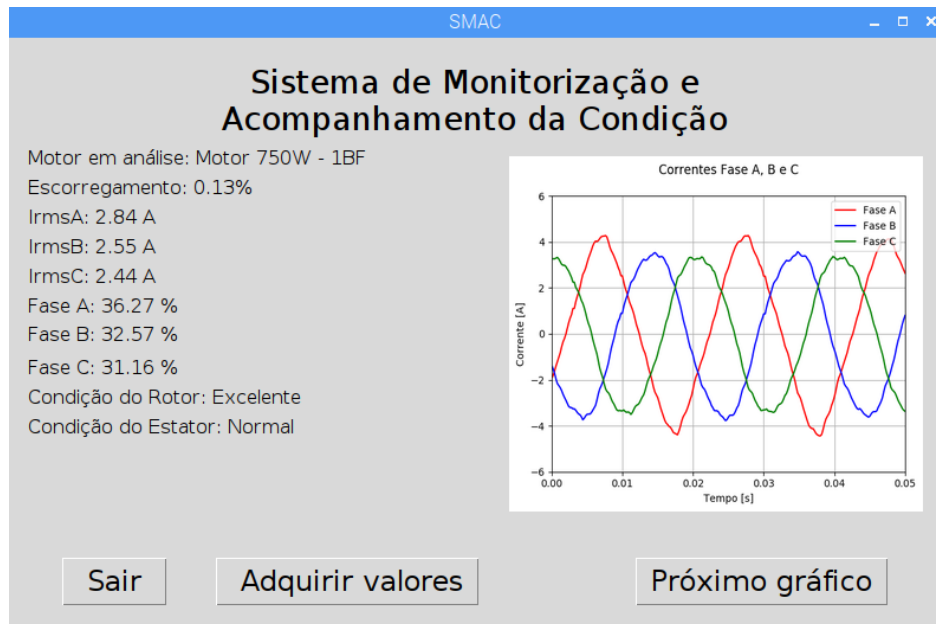 SMAC
Sistema de Monitorização e
Acompanhamento da Condição
Motor em análise: Motor 750W - 1BF
Escorregamento: 0.13%
IrmsA: 2.84 A
IrmsB: 2.55 A
IrmsC: 2.44 A
Fase A: 36.27 %
Fase B: 32.57 %
Fase C: 31.16 %
Condição do Rotor: Excelente
Condição do Estator: Normal
Correntes Fase A, B e C
Fase A
Fase B
Fase C
Corrente [A]
6
4
2
0
−2
−4
−6
0.00 0.01 0.02 0.03 0.04 0.05
Tempo [s]
Sair Adquirir valores Próximo gráfico